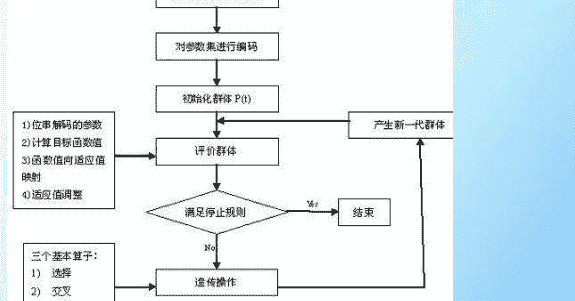 对参数集进行编码
初始化群体 P(t)
产生新一代群体
1)位串解码的参数
2)计算目标函数值
3)函数值向适应值
映射
4)适应值调整
评价群体
满足停止规则
Yes
结束
No
三个基本算子：
1) 选择
2) 交叉
遗传操作